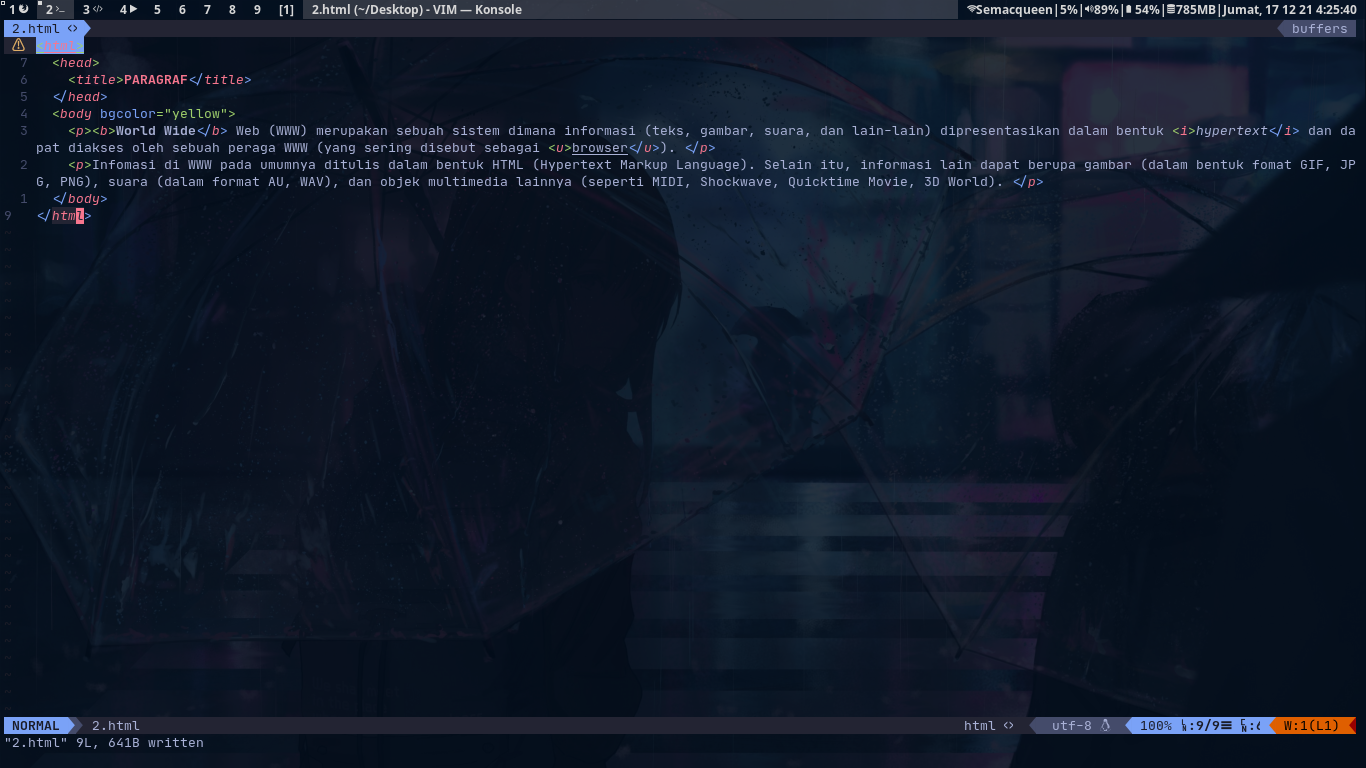 1 2 3 4 5 6 7 8 9 [1] 2.html (~/Desktop) - VIM — Konsole Semacqueen|5%|89%| 54%|785MB|Jumat, 17 12 21 4:25:40
2.html <> buffers
<html>
7 <head>
6 <title>PARAGRAF</title>
5 </head>
4 <body bgcolor="yellow">
3 <p><b>World Wide</b> Web (WWW) merupakan sebuah sistem dimana informasi (teks, gambar, suara, dan lain-lain) dipresentasikan dalam bentuk <i>hypertext</i> dan da
pat diakses oleh sebuah peraga WWW (yang sering disebut sebagai <u>browser</u>). </p>
2 <p>Infomasi di WWW pada umumnya ditulis dalam bentuk HTML (Hypertext Markup Language). Selain itu, informasi lain dapat berupa gambar (dalam bentuk fomat GIF, JP
G, PNG), suara (dalam format AU, WAV), dan objek multimedia lainnya (seperti MIDI, Shockwave, Quicktime Movie, 3D World). </p>
1 </body>
9 </html>
NORMAL 2.html html <> utf-8 100% :9/9 :6 W:1(L1)
"2.html" 9L, 641B written